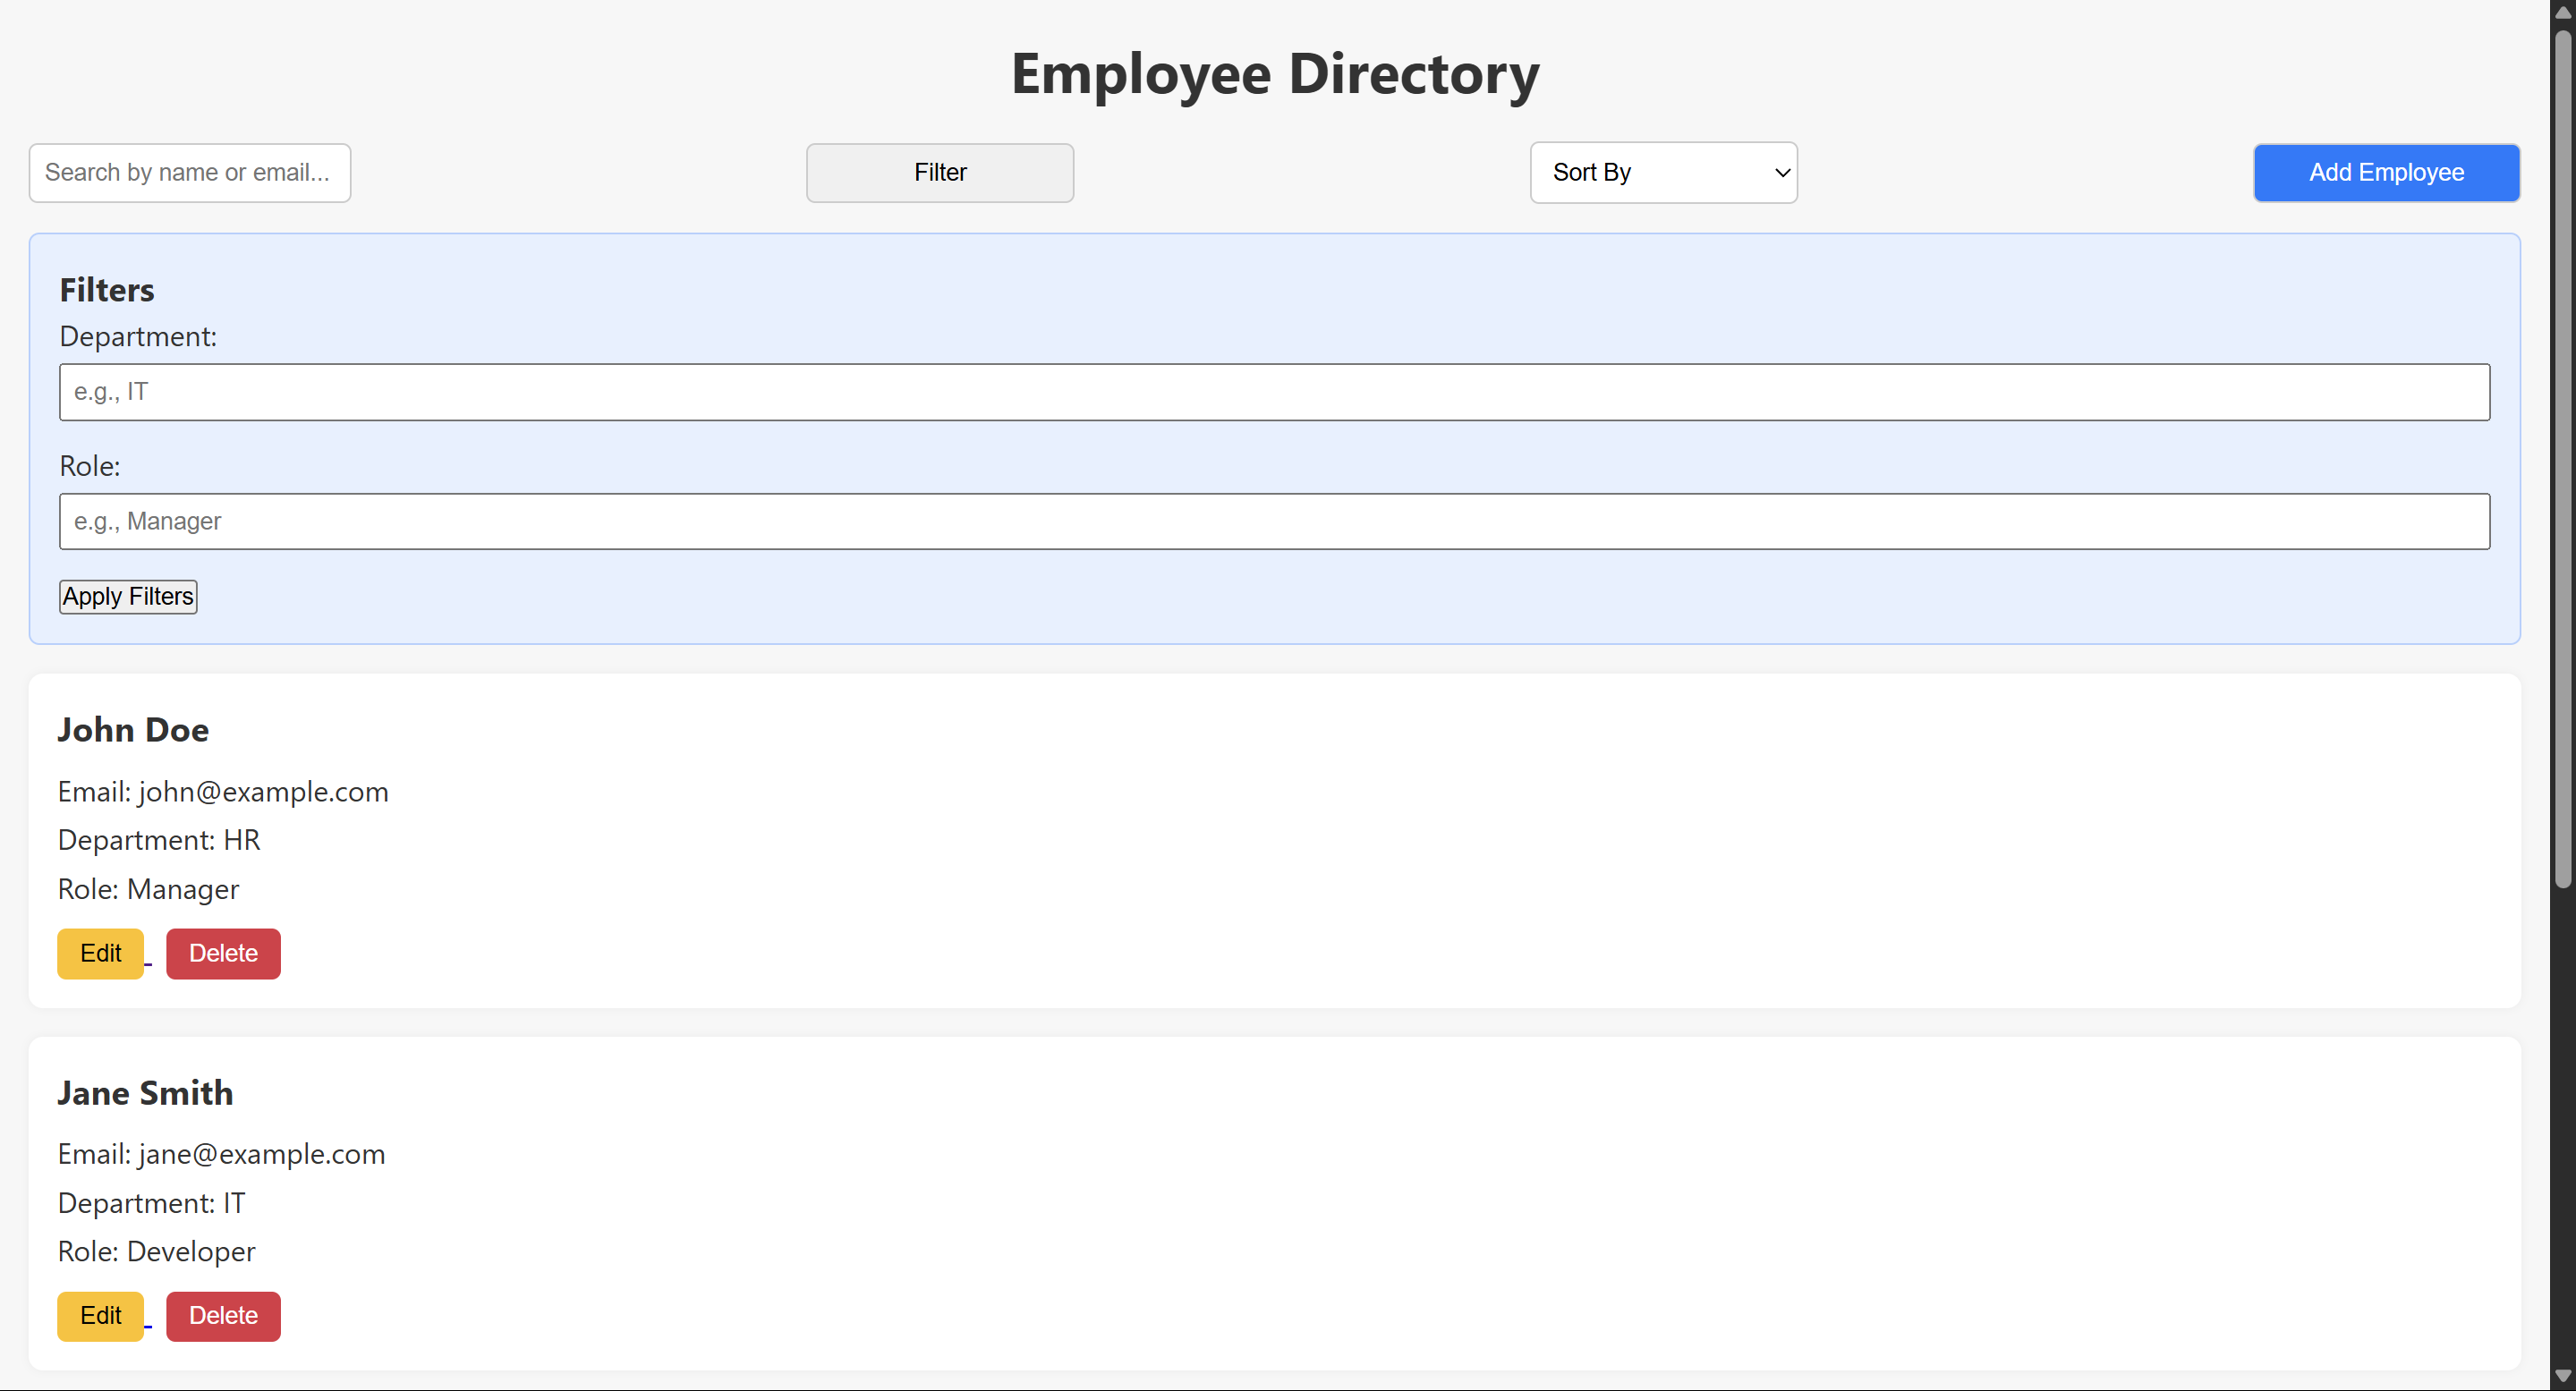 Employee Directory
Search by name or email...
Filter
Sort By
Add Employee
Filters
Department:
e.g., IT
Role:
e.g., Manager
Apply Filters
John Doe
Email: john@example.com
Department: HR
Role: Manager
Edit Delete
Jane Smith
Email: jane@example.com
Department: IT
Role: Developer
Edit Delete